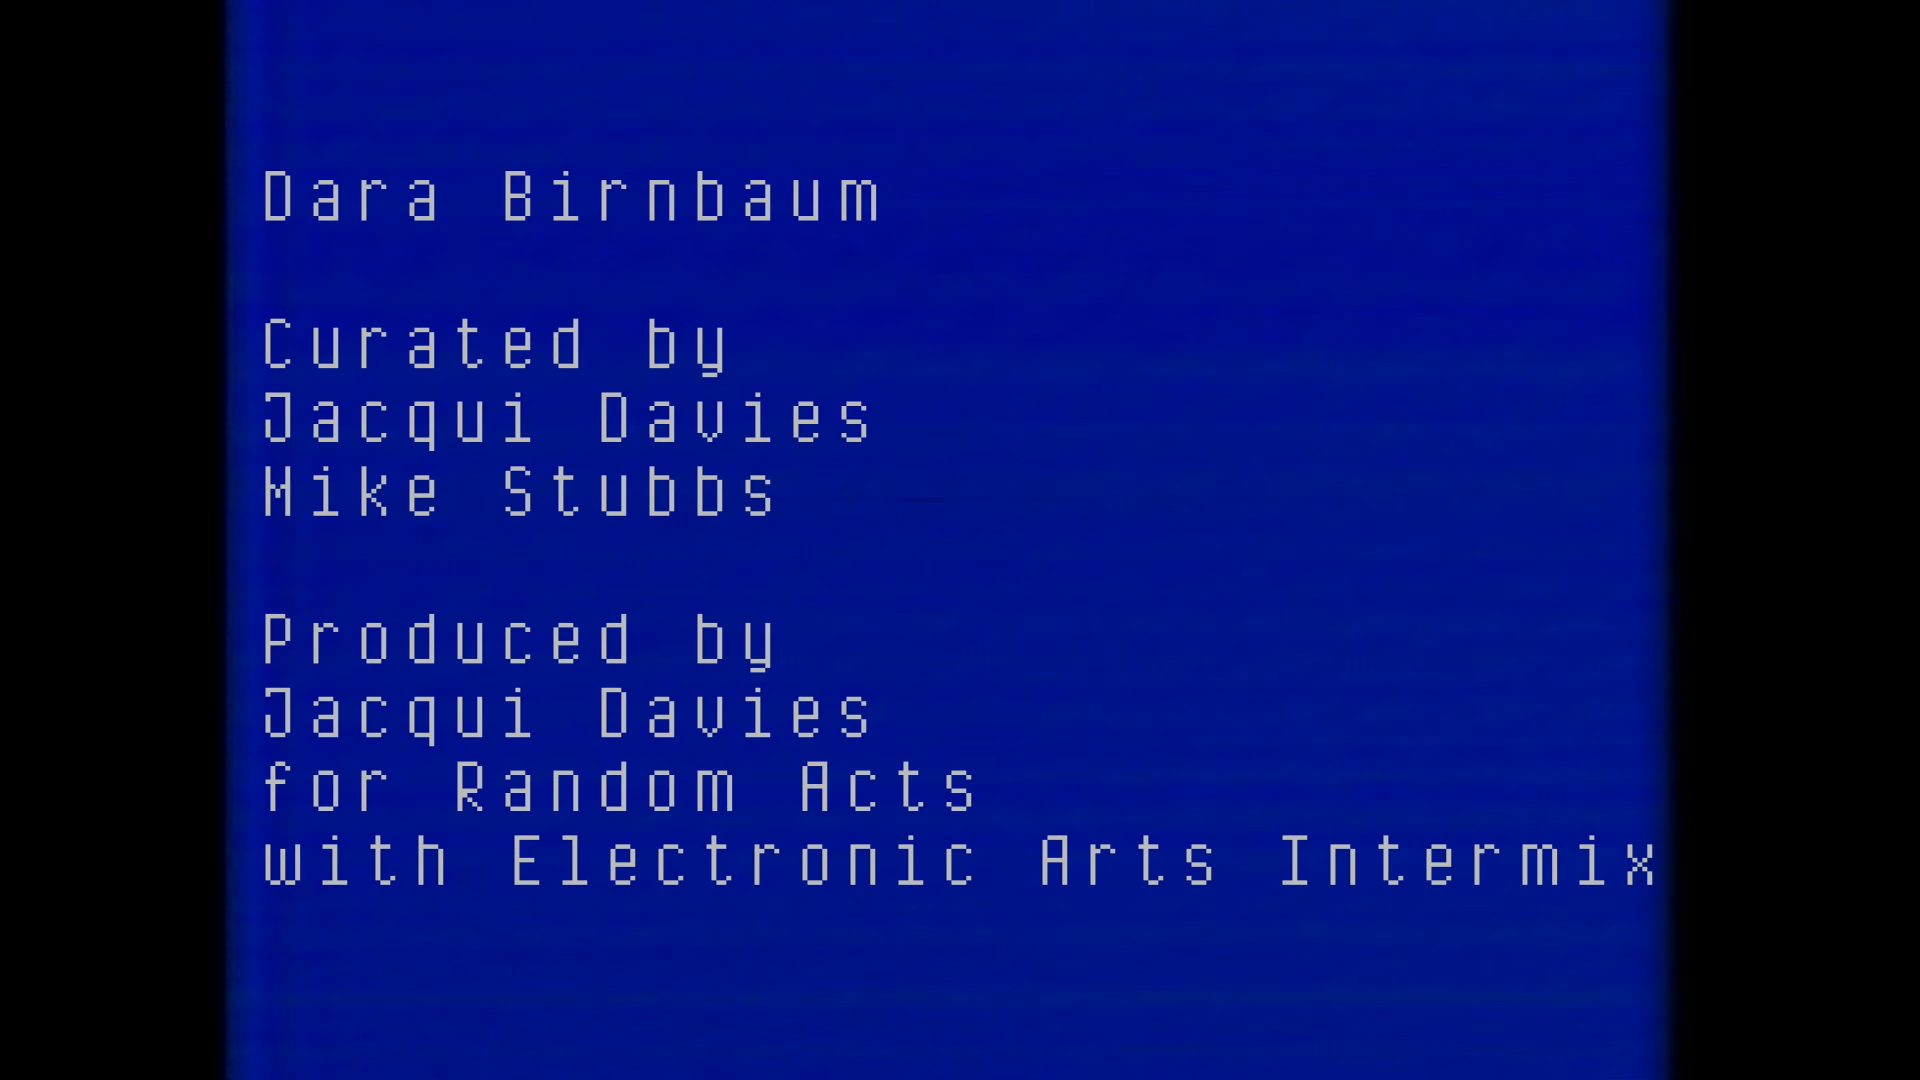 Dara Birnbaum
Curated by
Jacqui Davies
Mike Stubbs
Produced by
Jacqui Davies
for Random Acts
with Electronic Arts Intermix